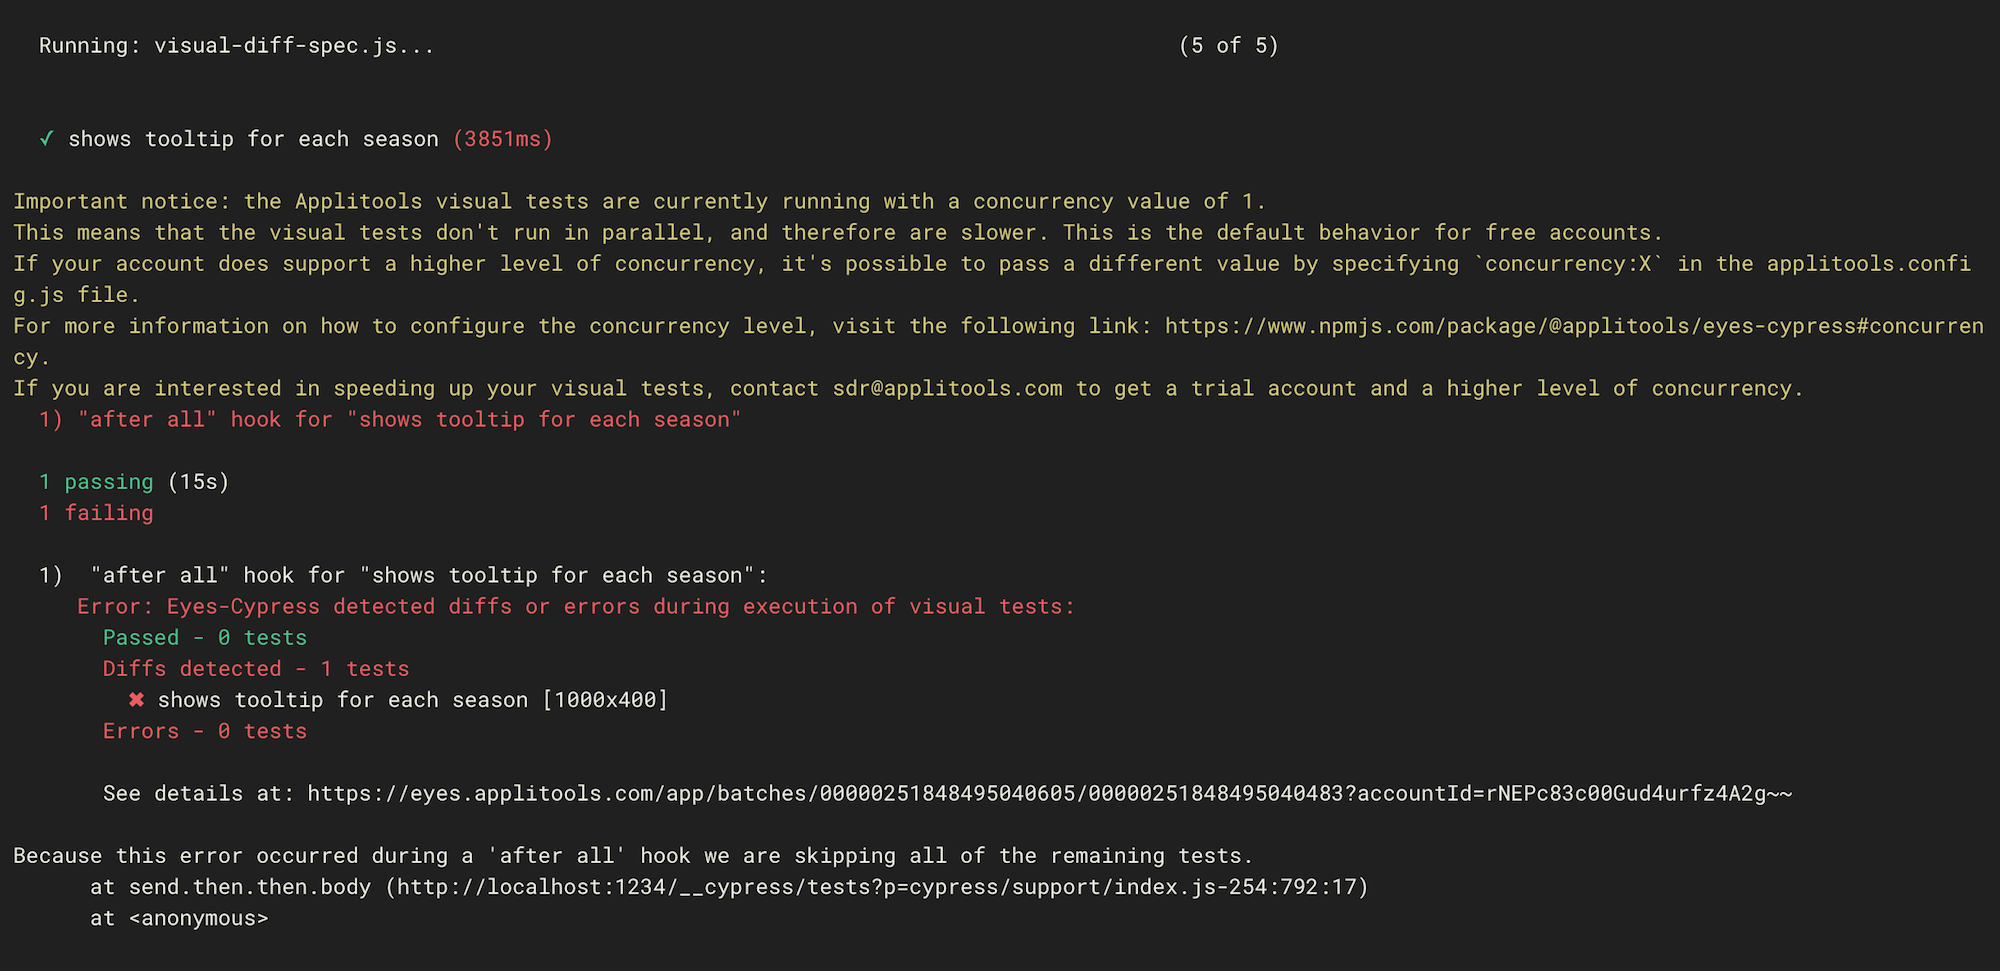 Running: visual-diff-spec.js... (5 of 5)
✓ shows tooltip for each season (3851ms)
Important notice: the Applitools visual tests are currently running with a concurrency value of 1.
This means that the visual tests don't run in parallel, and therefore are slower. This is the default behavior for free accounts.
If your account does support a higher level of concurrency, it's possible to pass a different value by specifying `concurrency:X` in the applitools.confi
g.js file.
For more information on how to configure the concurrency level, visit the following link: https://www.npmjs.com/package/@applitools/eyes-cypress#concurren
cy.
If you are interested in speeding up your visual tests, contact sdr@applitools.com to get a trial account and a higher level of concurrency.
1) "after all" hook for "shows tooltip for each season"
1 passing (15s)
1 failing
1) "after all" hook for "shows tooltip for each season":
Error: Eyes-Cypress detected diffs or errors during execution of visual tests:
Passed - 0 tests
Diffs detected - 1 tests
✖ shows tooltip for each season [1000x400]
Errors - 0 tests
See details at: https://eyes.applitools.com/app/batches/00000251848495040605/00000251848495040483?accountId=rNEPc83c00Gud4urfz4A2g~~
Because this error occurred during a 'after all' hook we are skipping all of the remaining tests.
at send.then.then.body (http://localhost:1234/__cypress/tests?p=cypress/support/index.js-254:792:17)
at <anonymous>